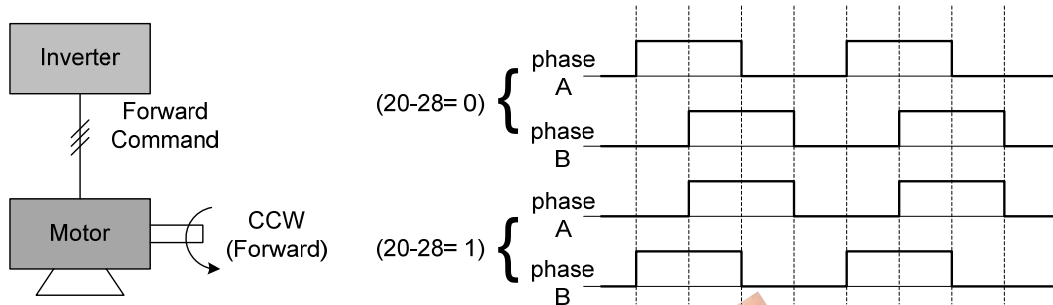 Inverter
Forward
Command
Motor
CCW
(Forward)
(20-28= 0)
phase
A
phase
B
(20-28= 1)
phase
A
phase
B